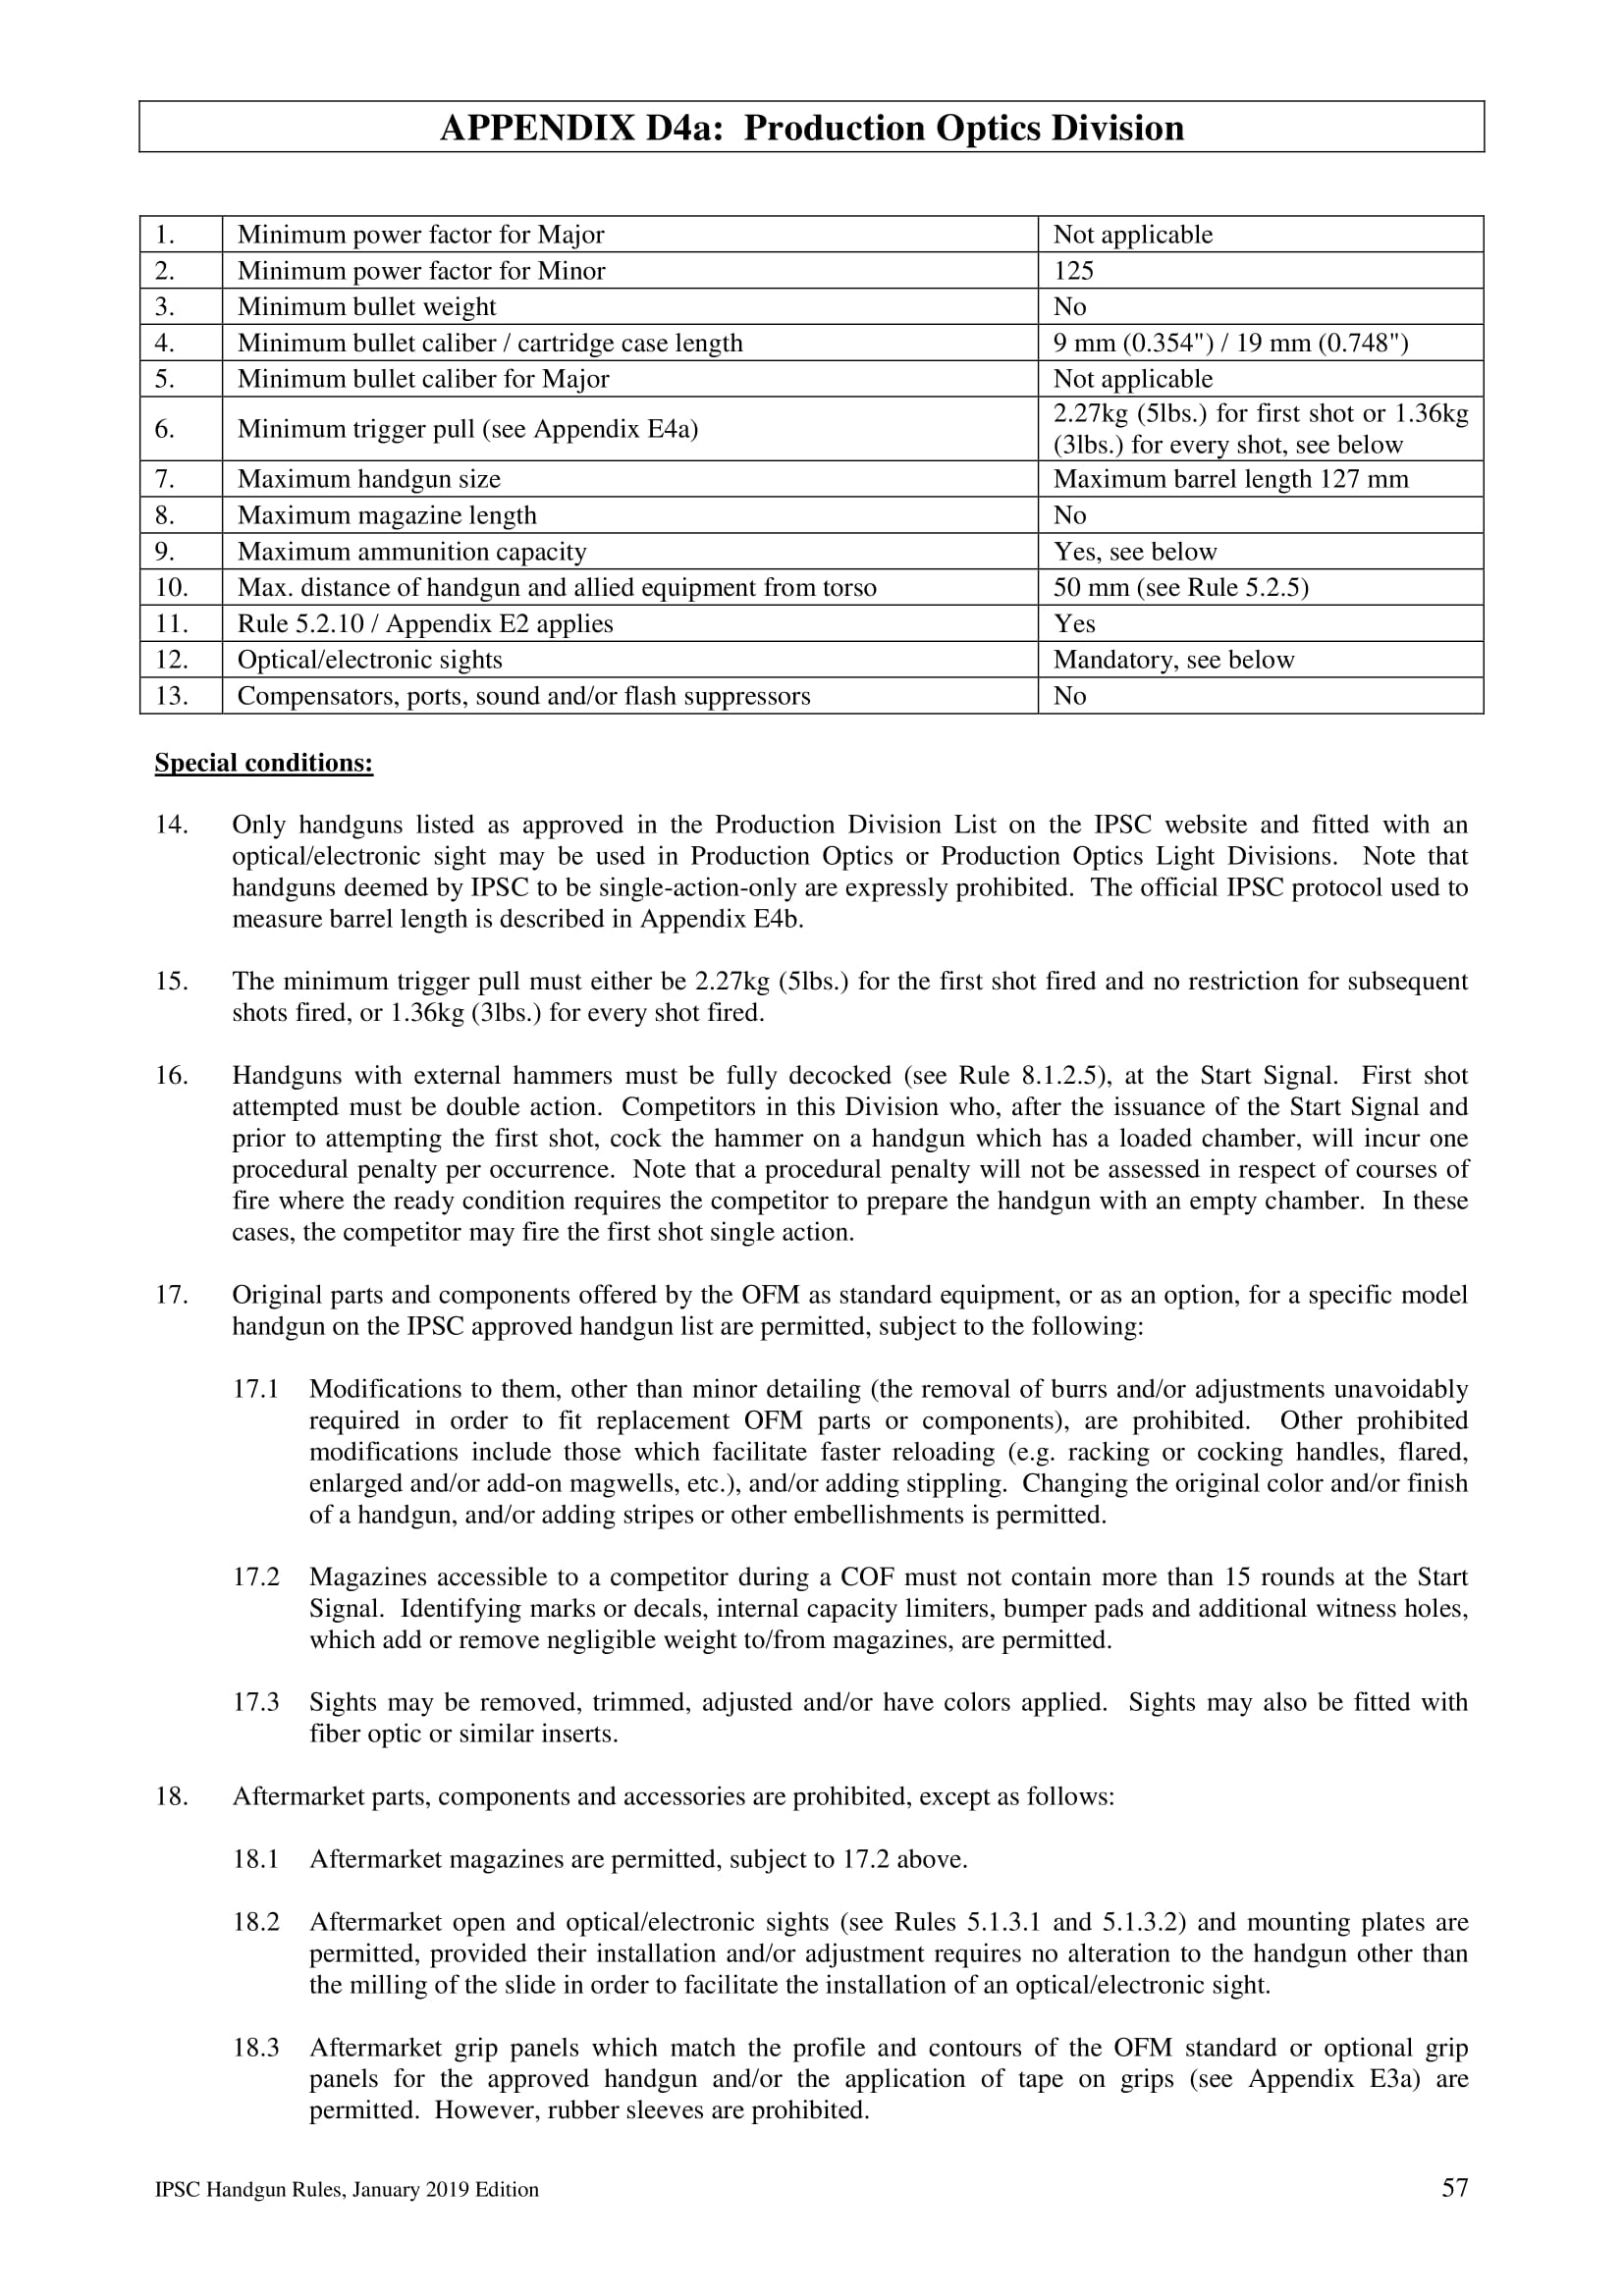 APPENDIX D4a: Production Optics Division
1. Minimum power factor for Major Not applicable
2. Minimum power factor for Minor 125
3. Minimum bullet weight No
4. Minimum bullet caliber / cartridge case length 9 mm (0.354") / 19 mm (0.748")
5. Minimum bullet caliber for Major Not applicable
6. Minimum trigger pull (see Appendix E4a) 2.27kg (5lbs.) for first shot or 1.36kg
(3lbs.) for every shot, see below
7. Maximum handgun size Maximum barrel length 127 mm
8. Maximum magazine length No
9. Maximum ammunition capacity Yes, see below
10. Max. distance of handgun and allied equipment from torso 50 mm (see Rule 5.2.5)
11. Rule 5.2.10 / Appendix E2 applies Yes
12. Optical/electronic sights Mandatory, see below
13. Compensators, ports, sound and/or flash suppressors No
Special conditions:
14. Only handguns listed as approved in the Production Division List on the IPSC website and fitted with an
optical/electronic sight may be used in Production Optics or Production Optics Light Divisions. Note that
handguns deemed by IPSC to be single-action-only are expressly prohibited. The official IPSC protocol used to
measure barrel length is described in Appendix E4b.
15. The minimum trigger pull must either be 2.27kg (5lbs.) for the first shot fired and no restriction for subsequent
shots fired, or 1.36kg (3lbs.) for every shot fired.
16. Handguns with external hammers must be fully decocked (see Rule 8.1.2.5), at the Start Signal. First shot
attempted must be double action. Competitors in this Division who, after the issuance of the Start Signal and
prior to attempting the first shot, cock the hammer on a handgun which has a loaded chamber, will incur one
procedural penalty per occurrence. Note that a procedural penalty will not be assessed in respect of courses of
fire where the ready condition requires the competitor to prepare the handgun with an empty chamber. In these
cases, the competitor may fire the first shot single action.
17. Original parts and components offered by the OFM as standard equipment, or as an option, for a specific model
handgun on the IPSC approved handgun list are permitted, subject to the following:
17.1 Modifications to them, other than minor detailing (the removal of burrs and/or adjustments unavoidably
required in order to fit replacement OFM parts or components), are prohibited. Other prohibited
modifications include those which facilitate faster reloading (e.g. racking or cocking handles, flared,
enlarged and/or add-on magwells, etc.), and/or adding stippling. Changing the original color and/or finish
of a handgun, and/or adding stripes or other embellishments is permitted.
17.2 Magazines accessible to a competitor during a COF must not contain more than 15 rounds at the Start
Signal. Identifying marks or decals, internal capacity limiters, bumper pads and additional witness holes,
which add or remove negligible weight to/from magazines, are permitted.
17.3 Sights may be removed, trimmed, adjusted and/or have colors applied. Sights may also be fitted with
fiber optic or similar inserts.
18. Aftermarket parts, components and accessories are prohibited, except as follows:
18.1 Aftermarket magazines are permitted, subject to 17.2 above.
18.2 Aftermarket open and optical/electronic sights (see Rules 5.1.3.1 and 5.1.3.2) and mounting plates are
permitted, provided their installation and/or adjustment requires no alteration to the handgun other than
the milling of the slide in order to facilitate the installation of an optical/electronic sight.
18.3 Aftermarket grip panels which match the profile and contours of the OFM standard or optional grip
panels for the approved handgun and/or the application of tape on grips (see Appendix E3a) are
permitted. However, rubber sleeves are prohibited.
IPSC Handgun Rules, January 2019 Edition 57